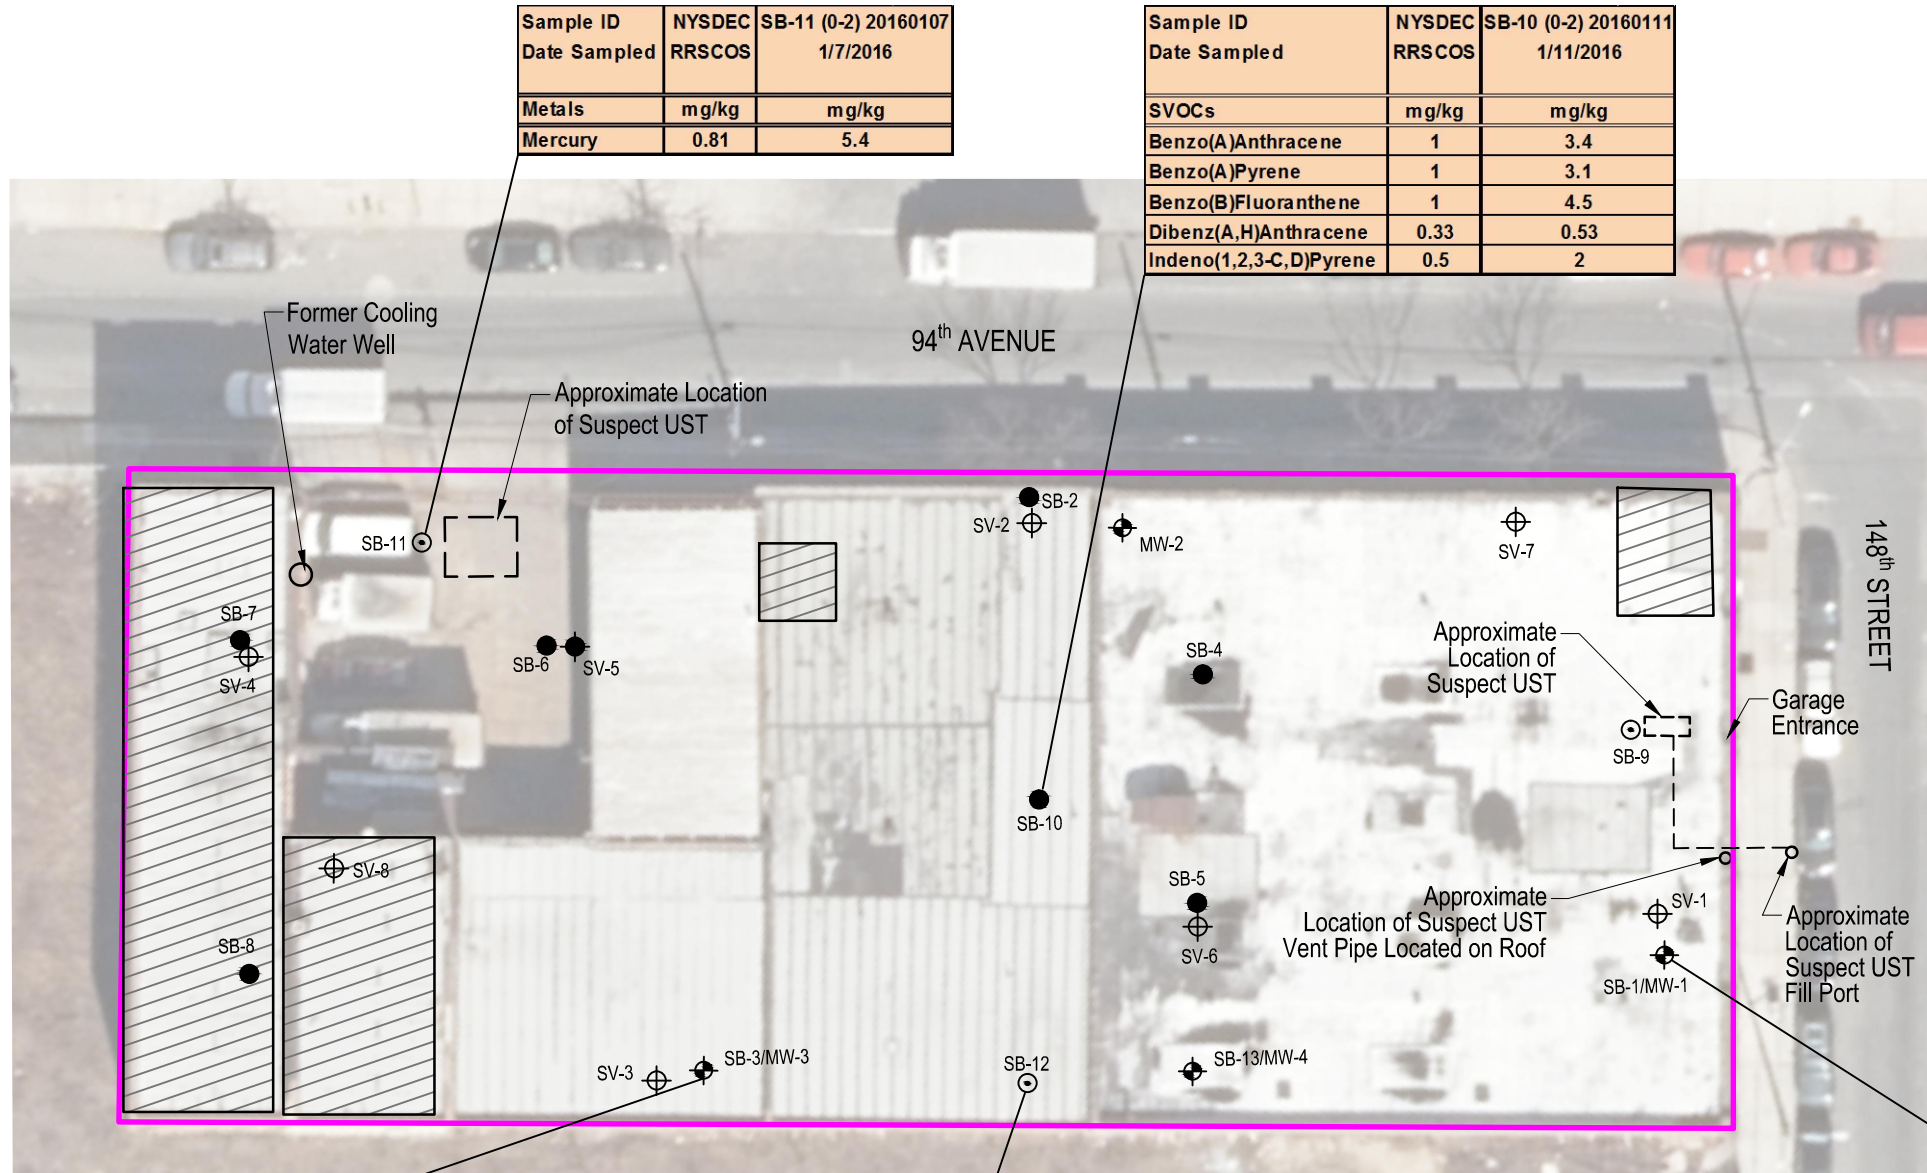 Sample ID NYSDEC SB-11 (0-2) 20160107
Date Sampled RRSCOS 1/7/2016
Metals mg/kg mg/kg
Mercury 0.81 5.4
Sample ID NYSDEC SB-10 (0-2) 20160111
Date Sampled RRSCOS 1/11/2016
SVOCs mg/kg mg/kg
Benzo(A)Anthracene 1 3.4
Benzo(A)Pyrene 1 3.1
Benzo(B)Fluoranthene 1 4.5
Dibenz(A,H)Anthracene 0.33 0.53
Indeno(1,2,3-C,D)Pyrene 0.5 2
Former Cooling
Water Well
94th AVENUE
Approximate Location
of Suspect UST
SB-11
SB-2
SV-2
MW-2
SV-7
148th STREET
SB-7
SV-4
SB-6
SV-5
SB-4
Approximate
Location of
Suspect UST
Garage
Entrance
SB-9
SB-10
SV-8
SB-5
SV-6
Approximate
Location of Suspect UST
Vent Pipe Located on Roof
SV-1
SB-1/MW-1
Approximate
Location of
Suspect UST
Fill Port
SB-8
SV-3
SB-3/MW-3
SB-12
SB-13/MW-4